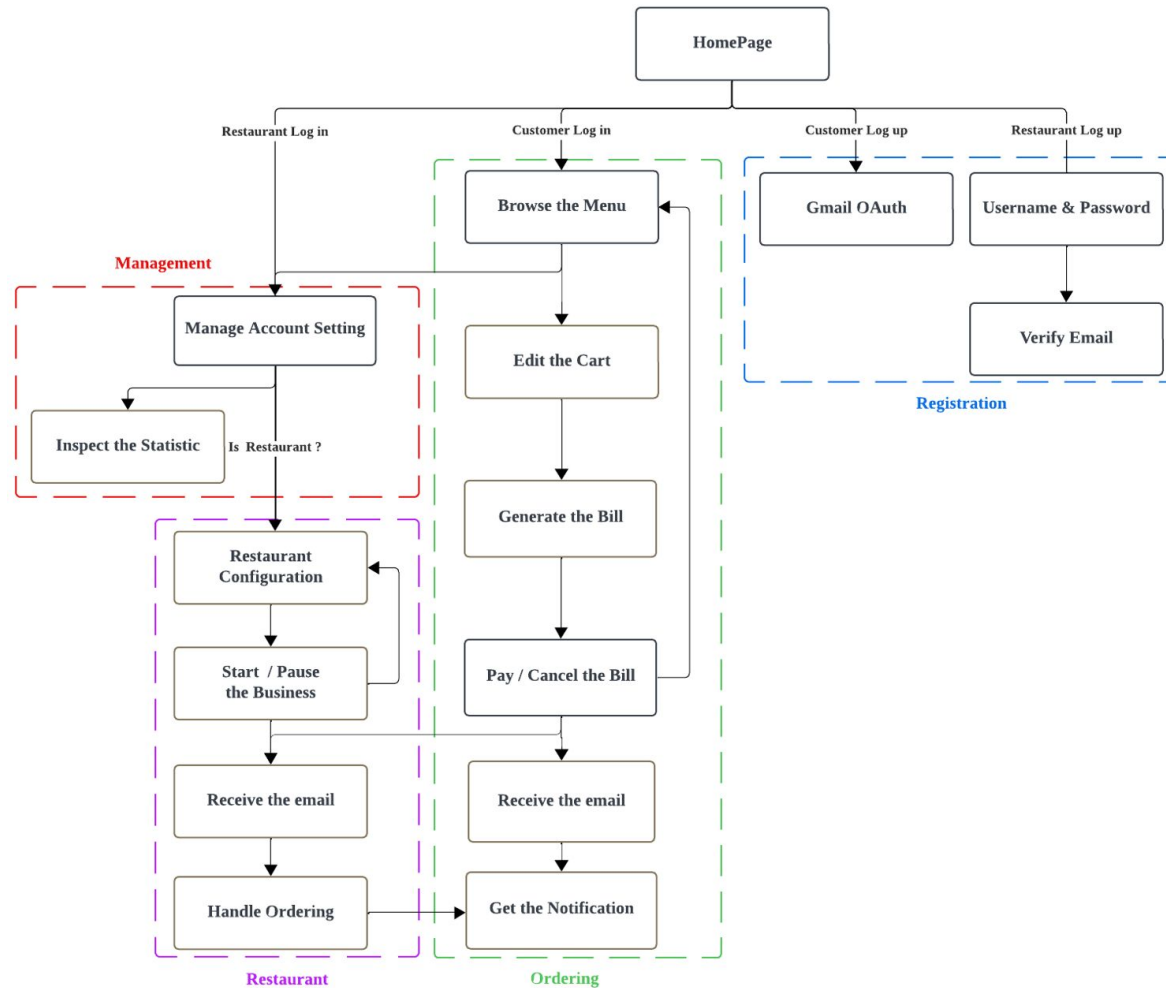 HomePage
Restaurant Log in
Customer Log in
Customer Log up
Restaurant Log up
Browse the Menu
Gmail OAuth
Username & Password
Management
Manage Account Setting
Verify Email
Edit the Cart
Registration
Inspect the Statistic
Is Restaurant ?
Generate the Bill
Restaurant
Configuration
Start / Pause
the Business
Pay / Cancel the Bill
Receive the email
Receive the email
Handle Ordering
Get the Notification
Restaurant
Ordering